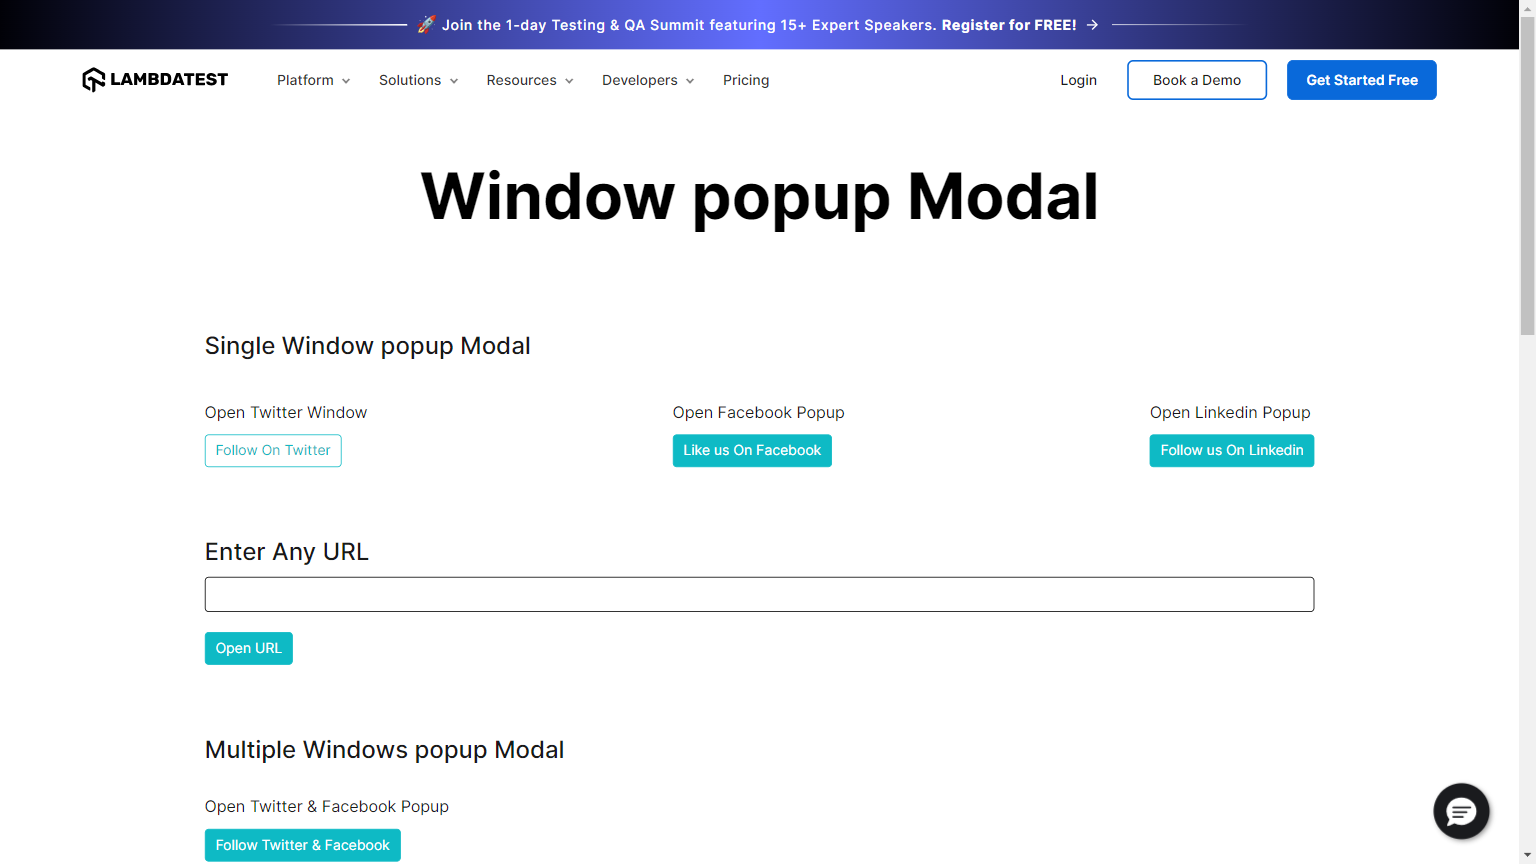 Join the 1-day Testing & QA Summit featuring 15+ Expert Speakers. Register for FREE!
LAMBDATEST
Platform
Solutions
Resources
Developers
Pricing
Login
Book a Demo
Get Started Free
Window popup Modal
Single Window popup Modal
Open Twitter Window
Open Facebook Popup
Open Linkedin Popup
Follow On Twitter
Like us On Facebook
Follow us On Linkedin
Enter Any URL
Open URL
Multiple Windows popup Modal
Open Twitter & Facebook Popup
Follow Twitter & Facebook